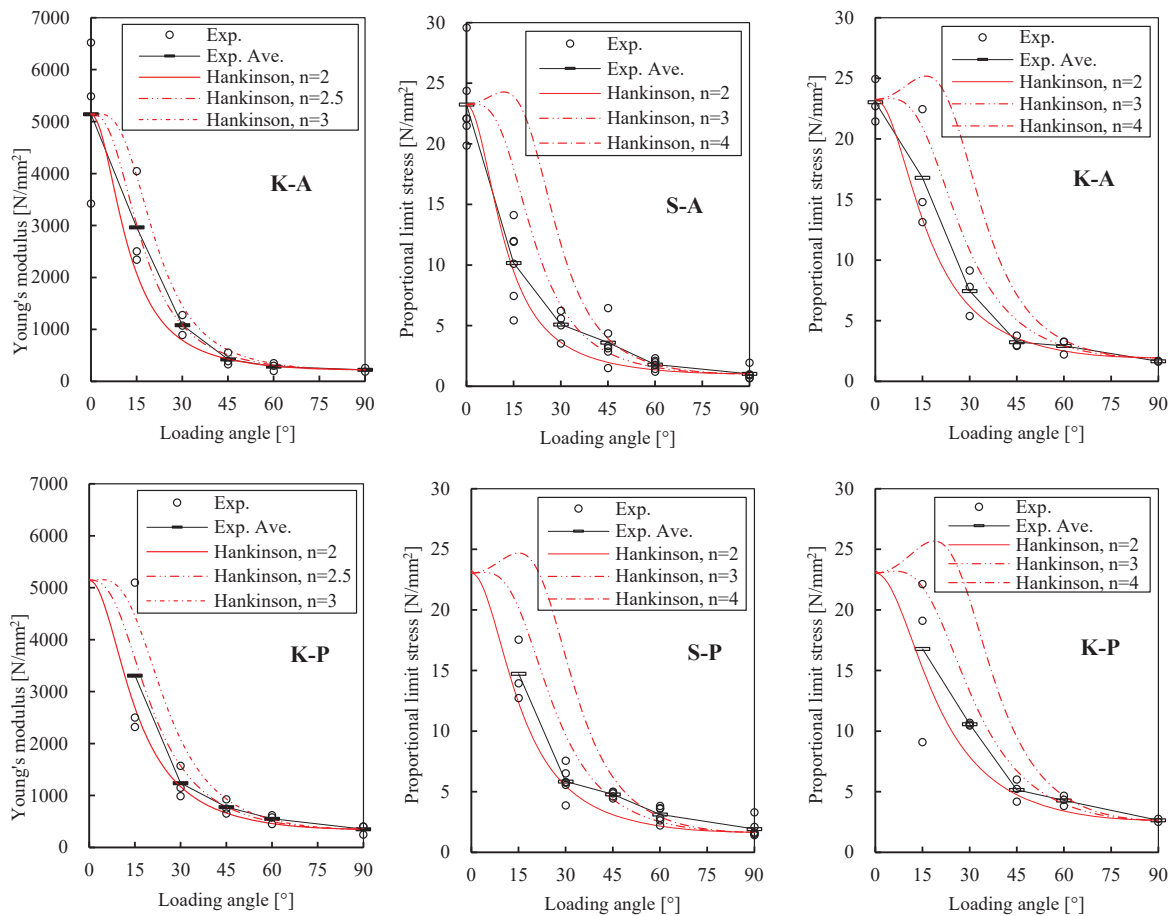 7000
6000
5000
4000
3000
2000
1000
0
Young's modulus [N/mm²]
Exp.
Exp. Ave.
Hankinson, n=2
Hankinson, n=2.5
Hankinson, n=3
K-A
0 15 30 45 60 75 90
Loading angle [°]
30
25
20
15
10
5
0
Proportional limit stress [N/mm²]
Exp.
Exp. Ave.
Hankinson, n=2
Hankinson, n=3
Hankinson, n=4
S-A
0 15 30 45 60 75 90
Loading angle [°]
30
25
20
15
10
5
0
Proportional limit stress [N/mm²]
Exp.
Exp. Ave.
Hankinson, n=2
Hankinson, n=3
Hankinson, n=4
K-A
0 15 30 45 60 75 90
Loading angle [°]
7000
6000
5000
4000
3000
2000
1000
0
Young's modulus [N/mm²]
Exp.
Exp. Ave.
Hankinson, n=2
Hankinson, n=2.5
Hankinson, n=3
K-P
0 15 30 45 60 75 90
Loading angle [°]
30
25
20
15
10
5
0
Proportional limit stress [N/mm²]
Exp.
Exp. Ave.
Hankinson, n=2
Hankinson, n=3
Hankinson, n=4
S-P
0 15 30 45 60 75 90
Loading angle [°]
30
25
20
15
10
5
0
Proportional limit stress [N/mm²]
Exp.
Exp. Ave.
Hankinson, n=2
Hankinson, n=3
Hankinson, n=4
K-P
0 15 30 45 60 75 90
Loading angle [°]